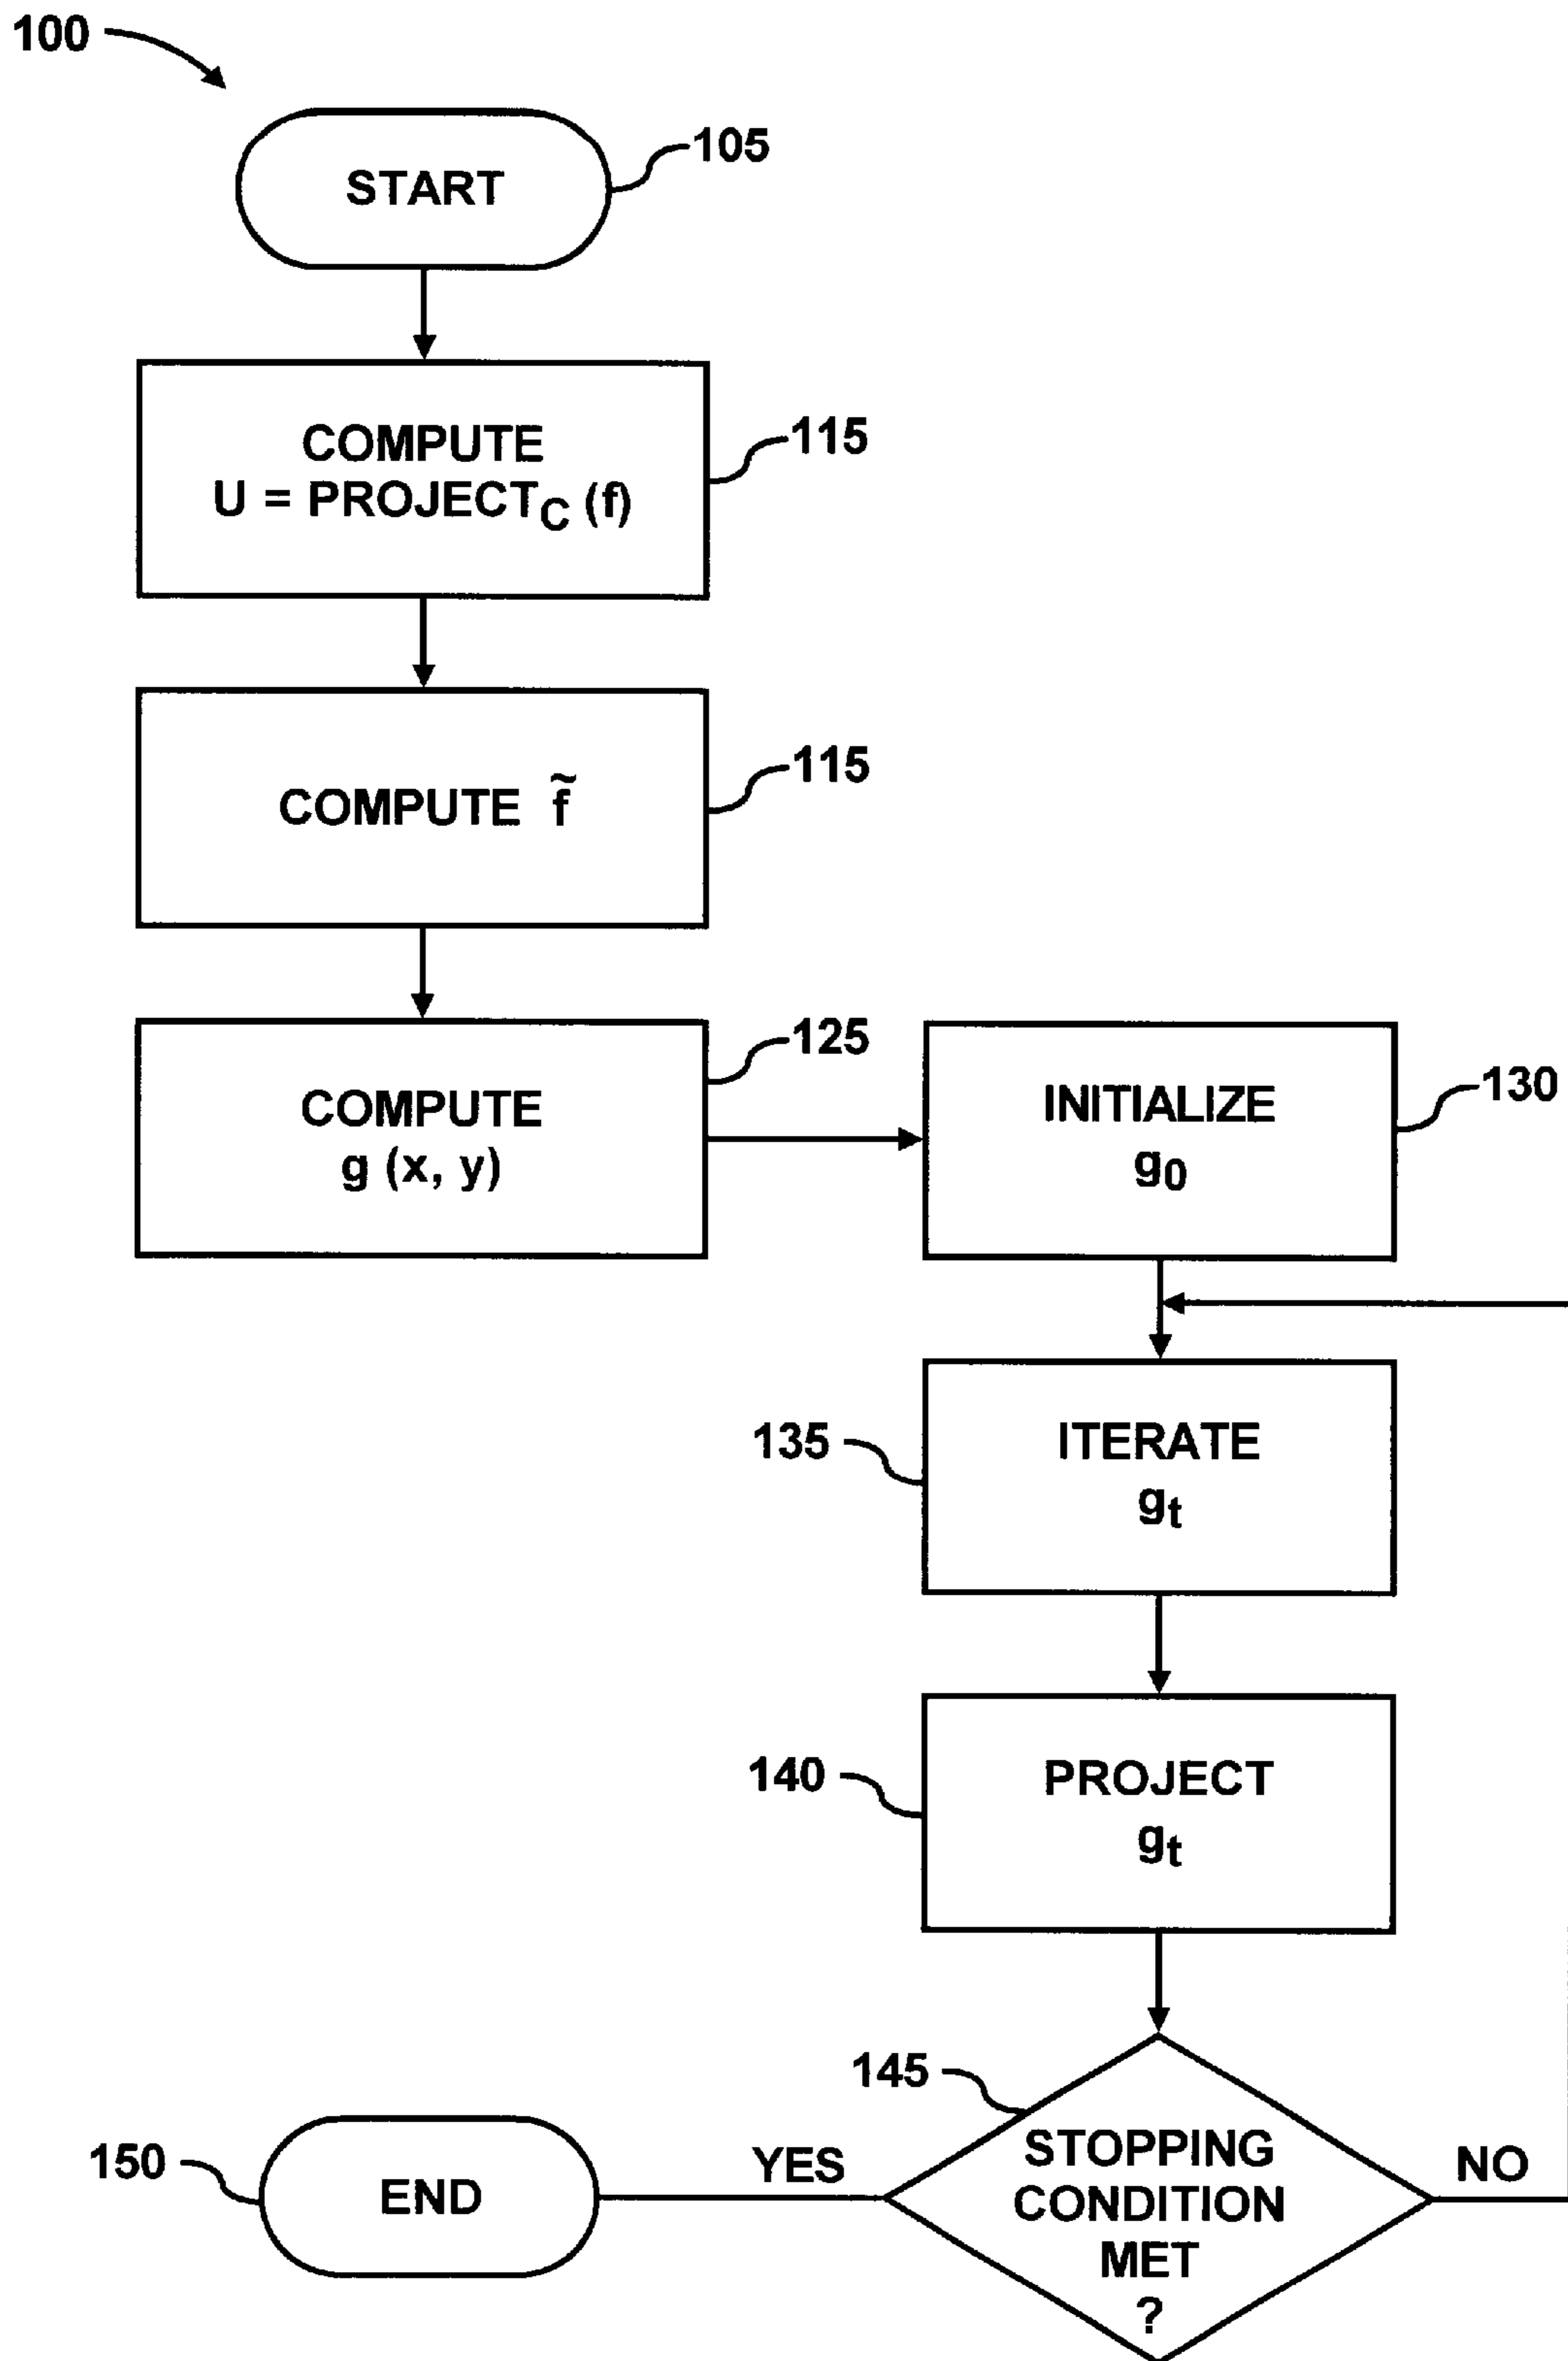 100
START
105
COMPUTE
U = PROJECT_C (f)
115
COMPUTE f̃
115
COMPUTE
g (x, y)
125
INITIALIZE
g₀
130
ITERATE
gₜ
135
PROJECT
gₜ
140
STOPPING
CONDITION
MET
?
145
YES
NO
END
150